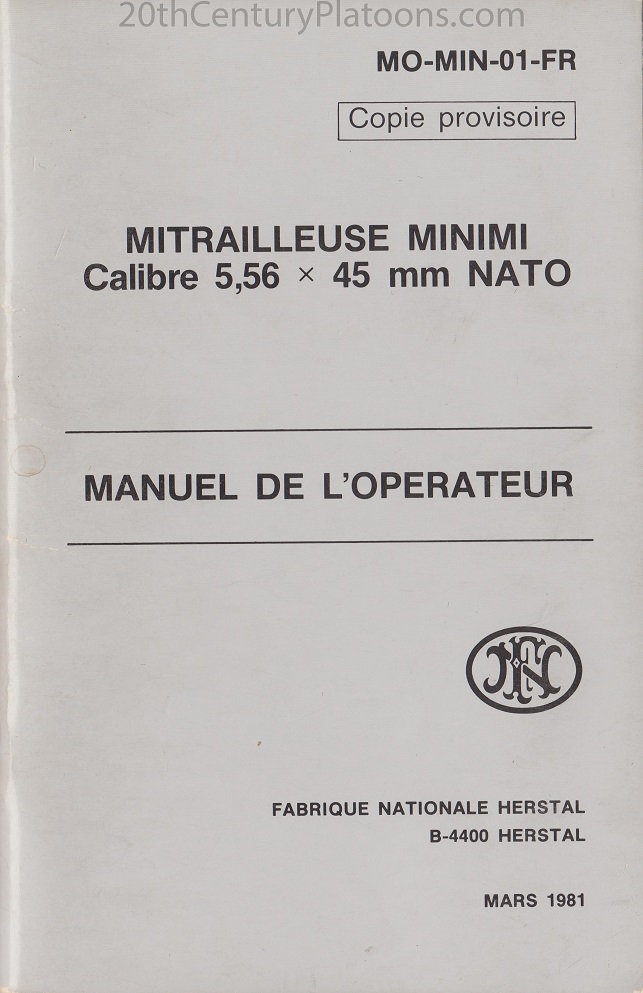 20thCenturyPlatoons.com
MO-MIN-01-FR
Copie provisoire
MITRAILLEUSE MINIMI
Calibre 5,56 × 45 mm NATO
MANUEL DE L'OPERATEUR
FN
FABRIQUE NATIONALE HERSTAL
B-4400 HERSTAL
MARS 1981